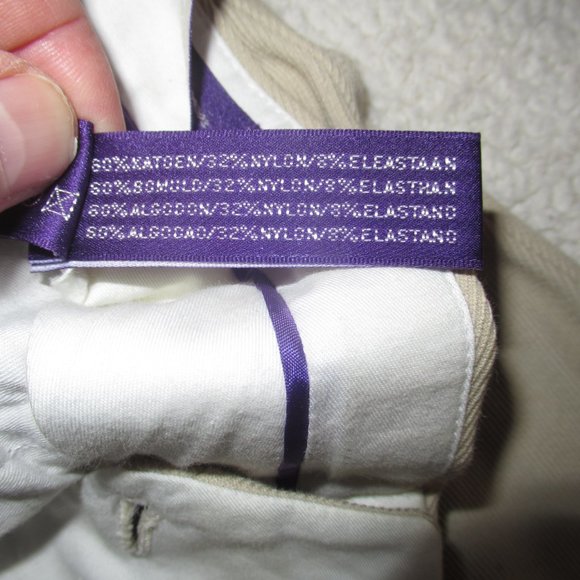 60%KATOEN/32%NYLON/8%ELEASTAAN
60%BOMULD/32%NYLON/8%ELASTHAN
60%ALGODON/32%NYLON/8%ELASTANO
60%ALGODAO/32%NYLON/8%ELASTANO